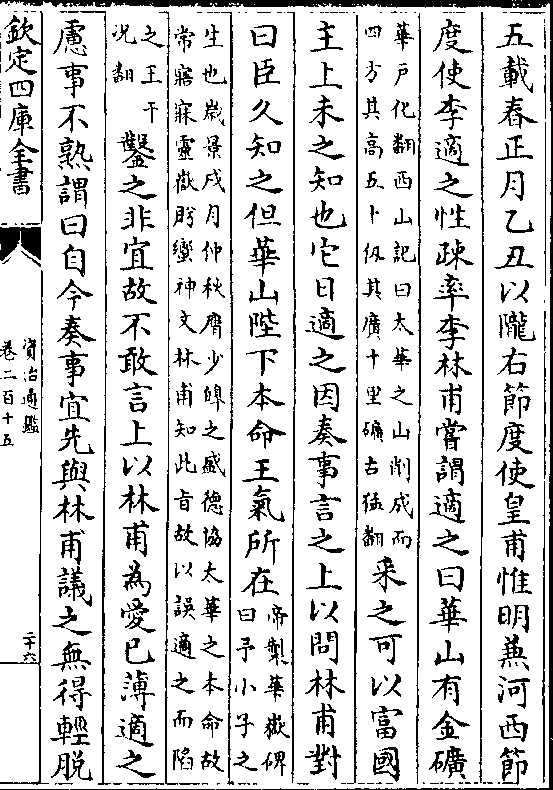 五載春正月乙丑以隴右節度使皇甫惟明兼河西節
度使李適之性疎率李林甫嘗謂適之曰華山有金礦
華戸化翻西山記曰太華之山削成而
四方其高五千仭其廣十里礦古猛翻
采之可以富國
主上未之知也它日適之因奏事言之上以問林甫對
曰臣久知之但華山陛下本命王氣所在
帝製華嶽碑
曰予小子之
生也歲景戌月仲秋膺少皥之盛德協太華之本命故
常寤寐靈嶽肹蠁神交林甫知此旨故以誤適之而陷
之王于
况翻
鑿之非宜故不敢言上以林甫為愛己薄適之
慮事不熟謂曰自今奏事宜先與林甫議之無得輕脱
欽定四庫全書
資治通鑑
卷二百十五
二十六